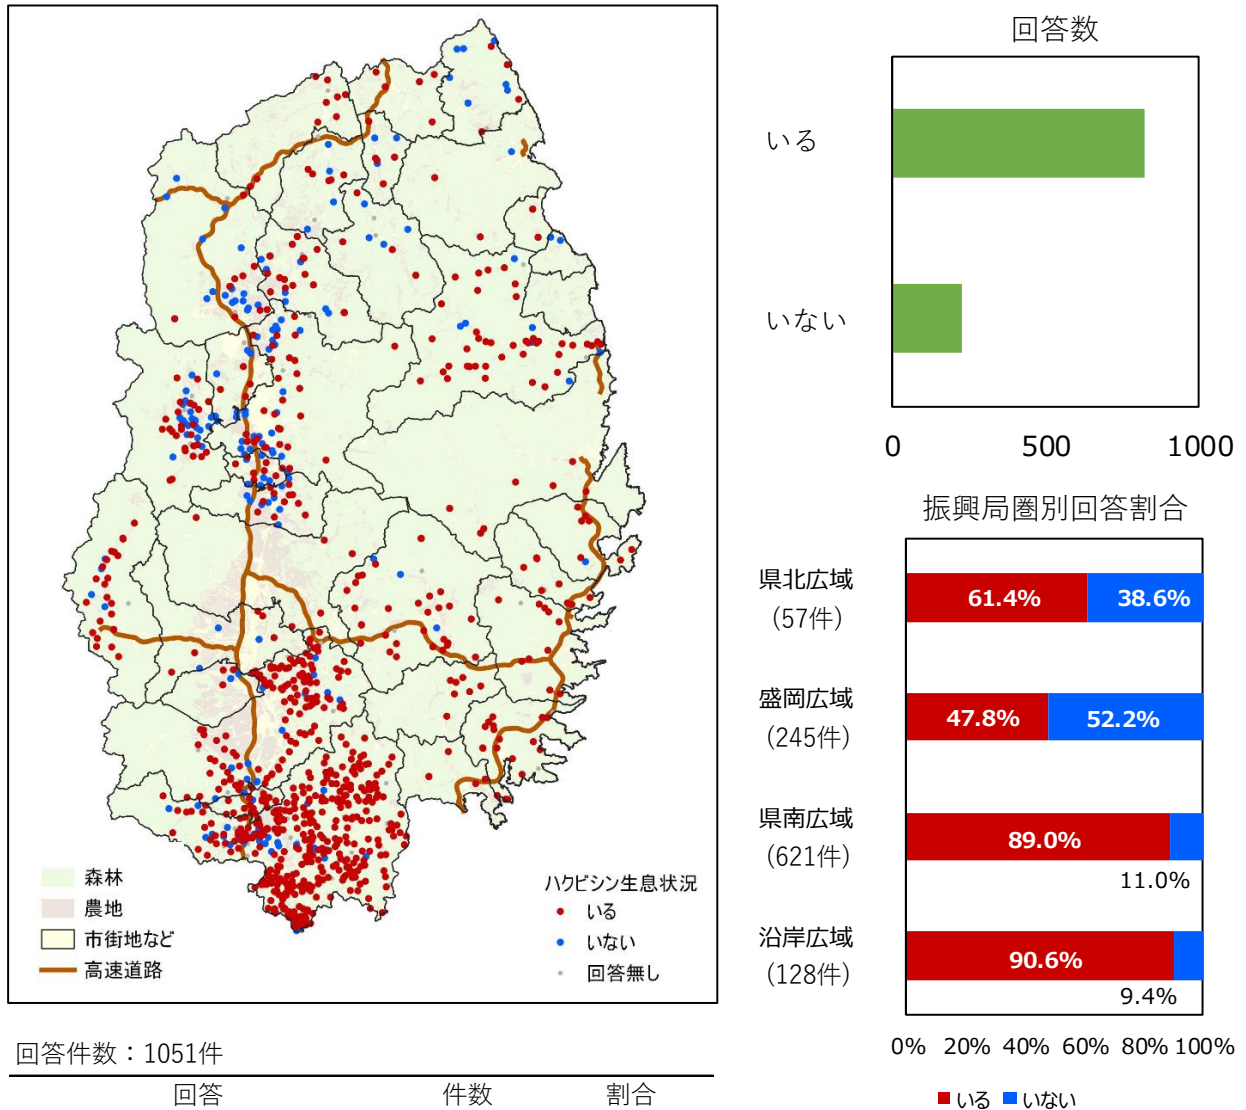 森林
農地
市街地など
高速道路
ハクビシン生息状況
いる
いない
回答無し
回答件数：1051件
回答 件数 割合
回答数
いる
いない
0 500 1000
振興局圏別回答割合
県北広域
(57件)
61.4% 38.6%
盛岡広域
(245件)
47.8% 52.2%
県南広域
(621件)
89.0%
11.0%
沿岸広域
(128件)
90.6%
9.4%
0% 20% 40% 60% 80% 100%
いる いない